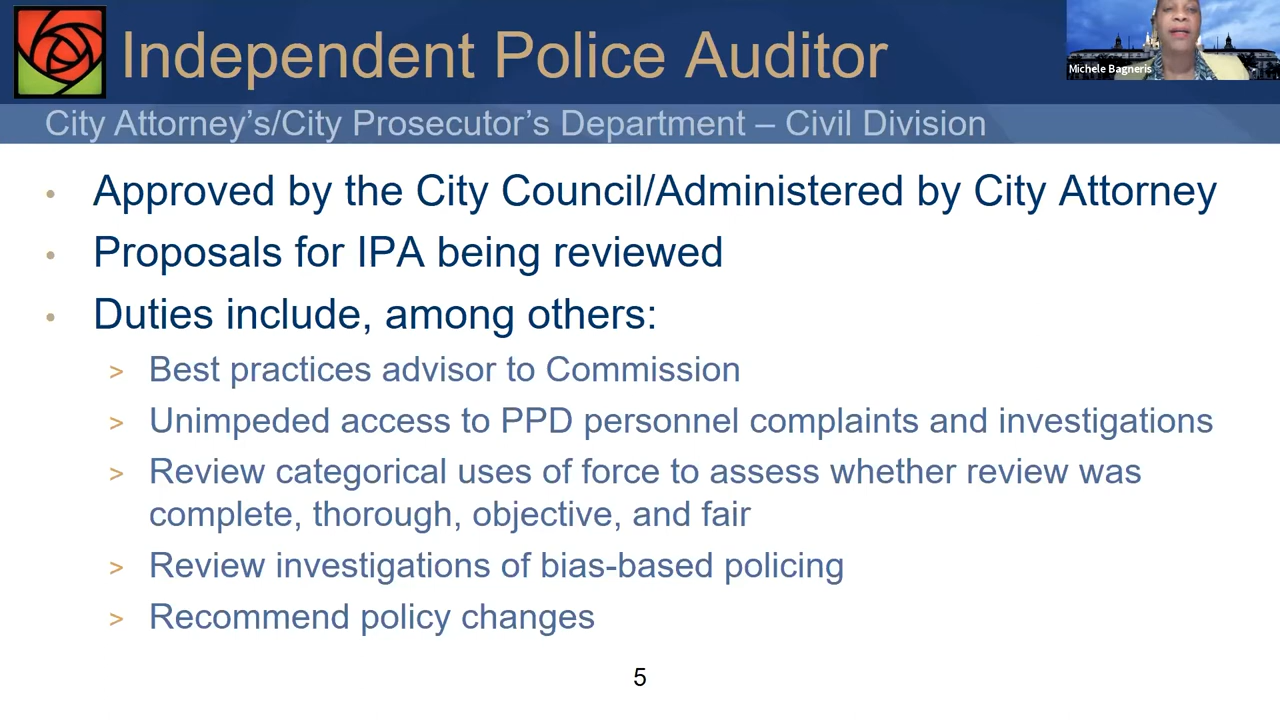 Independent Police Auditor
Michele Bagneris
City Attorney's/City Prosecutor's Department – Civil Division
• Approved by the City Council/Administered by City Attorney
• Proposals for IPA being reviewed
• Duties include, among others:
> Best practices advisor to Commission
> Unimpeded access to PPD personnel complaints and investigations
> Review categorical uses of force to assess whether review was
complete, thorough, objective, and fair
> Review investigations of bias-based policing
> Recommend policy changes
5